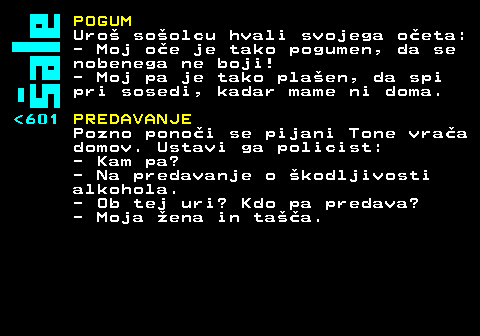 Šale
POGUM
Uroš sošolcu hvali svojega očeta:
- Moj oče je tako pogumen, da se
nobenega ne boji!
- Moj pa je tako plašen, da spi
pri sosedi, kadar mame ni doma.
<601 PREDAVANJE
Pozno ponoči se pijani Tone vrača
domov. Ustavi ga policist:
- Kam pa?
- Na predavanje o škodljivosti
alkohola.
- Ob tej uri? Kdo pa predava?
- Moja žena in tašča.